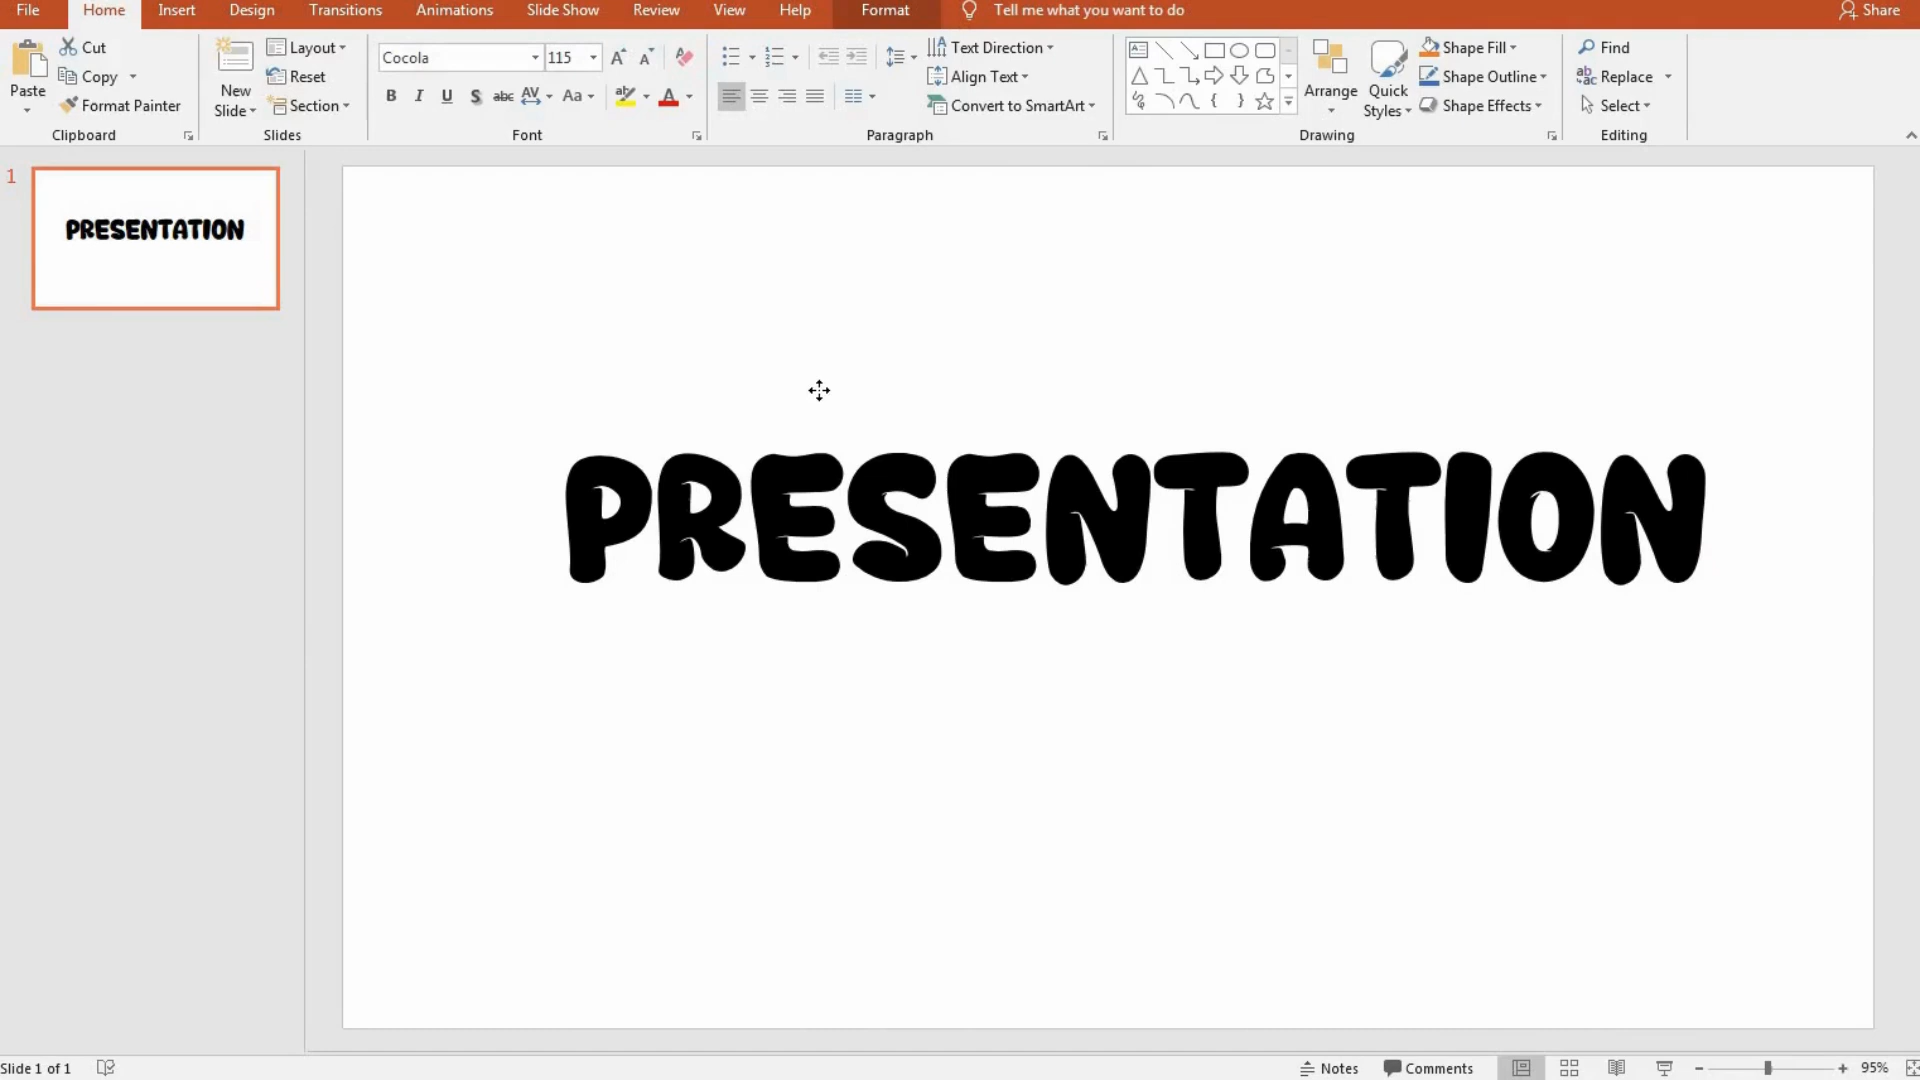 File Home Insert Design Transitions Animations Slide Show Review View Help Format Tell me what you want to do Share
Paste
Cut
Copy
Format Painter
Clipboard
New
Slide
Layout
Reset
Section
Slides
Cocola 115
B I U S abc AV Aa ab A
Font
Text Direction
Align Text
Convert to SmartArt
Paragraph
Arrange
Quick
Styles
Shape Fill
Shape Outline
Shape Effects
Drawing
Find
Replace
Select
Editing
1
PRESENTATION
PRESENTATION
Slide 1 of 1 Notes Comments 95%